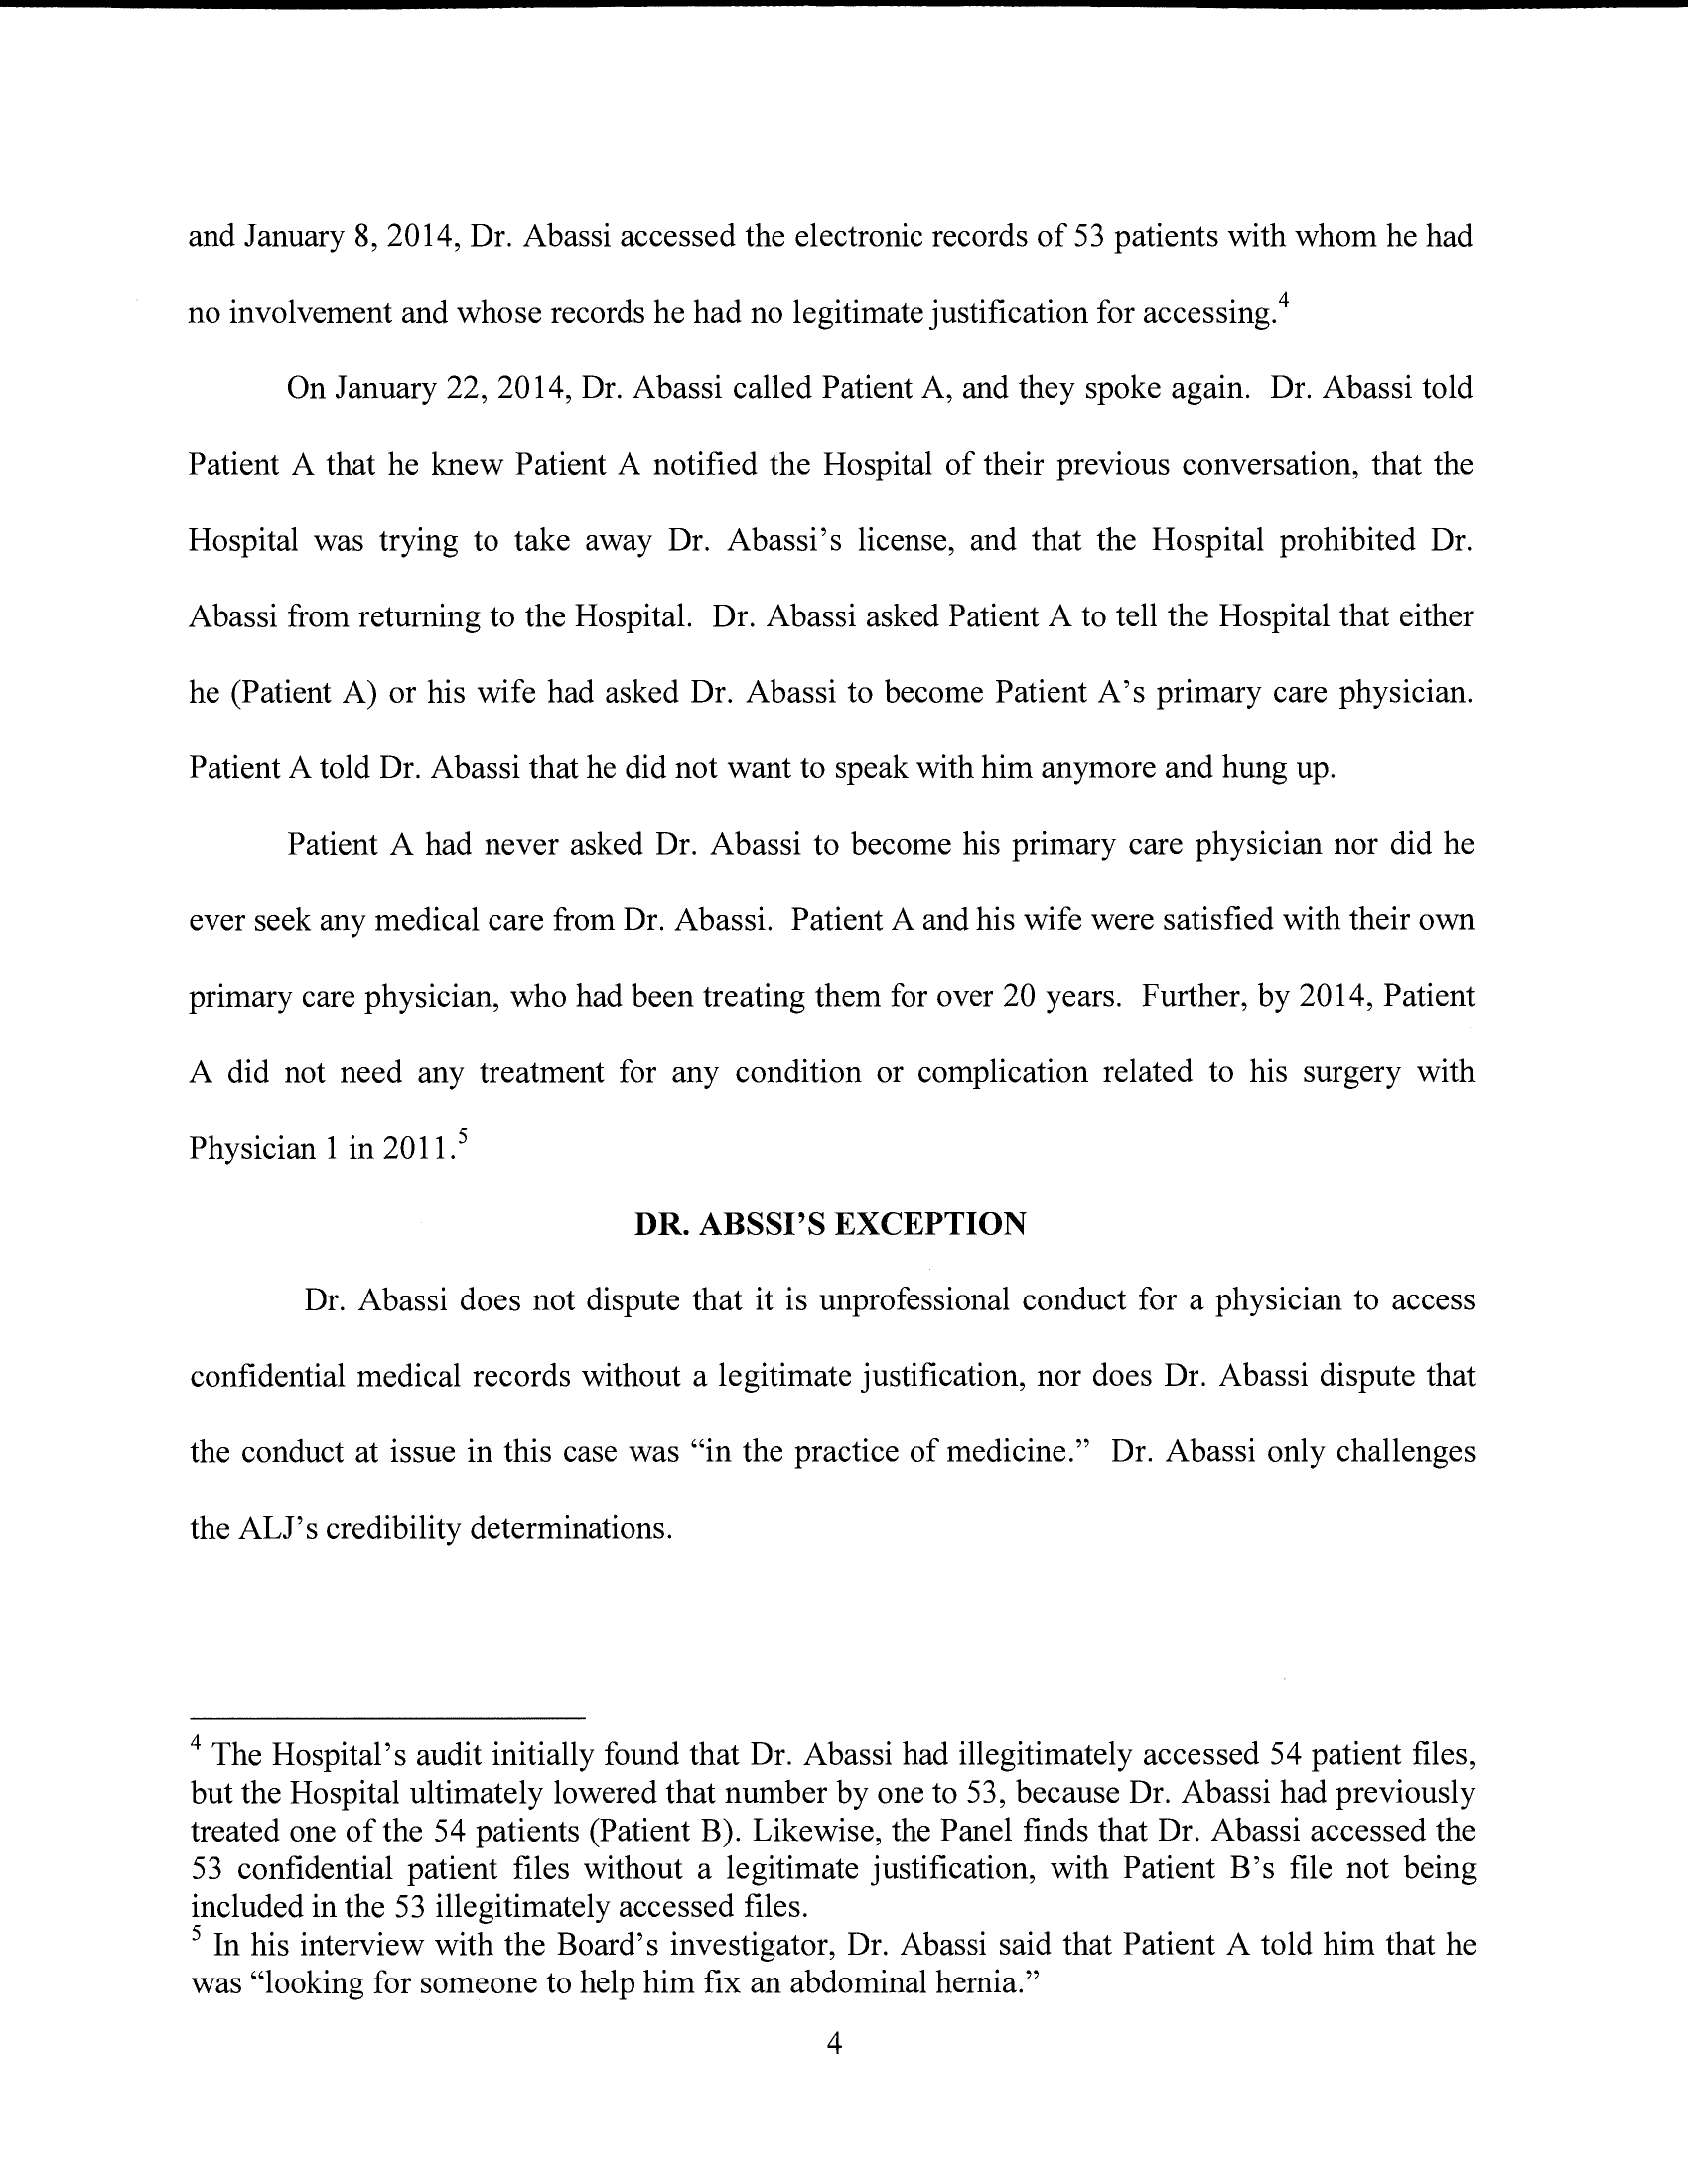 and January 8, 2014, Dr. Abassi accessed the electronic records of 53 patients with whom he had
no involvement and whose records he had no legitimate justification for accessing.4
On January 22, 2014, Dr. Abassi called Patient A, and they spoke again. Dr. Abassi told
Patient A that he knew Patient A notified the Hospital of their previous conversation, that the
Hospital was trying to take away Dr. Abassi’s license, and that the Hospital prohibited Dr.
Abassi from returning to the Hospital. Dr. Abassi asked Patient A to tell the Hospital that either
he (Patient A) or his wife had asked Dr. Abassi to become Patient A’s primary care physician.
Patient A told Dr. Abassi that he did not want to speak with him anymore and hung up.
Patient A had never asked Dr. Abassi to become his primary care physician nor did he
ever seek any medical care from Dr. Abassi. Patient A and his wife were satisfied with their own
primary care physician, who had been treating them for over 20 years. Further, by 2014, Patient
A did not need any treatment for any condition or complication related to his surgery with
Physician 1 in 2011.5
DR. ABSSI’S EXCEPTION
Dr. Abassi does not dispute that it is unprofessional conduct for a physician to access
confidential medical records without a legitimate justification, nor does Dr. Abassi dispute that
the conduct at issue in this case was “in the practice of medicine.” Dr. Abassi only challenges
the ALJ’s credibility determinations.
4 The Hospital’s audit initially found that Dr. Abassi had illegitimately accessed 54 patient files,
but the Hospital ultimately lowered that number by one to 53, because Dr. Abassi had previously
treated one of the 54 patients (Patient B). Likewise, the Panel finds that Dr. Abassi accessed the
53 confidential patient files without a legitimate justification, with Patient B’s file not being
included in the 53 illegitimately accessed files.
5 In his interview with the Board’s investigator, Dr. Abassi said that Patient A told him that he
was “looking for someone to help him fix an abdominal hernia.”
4